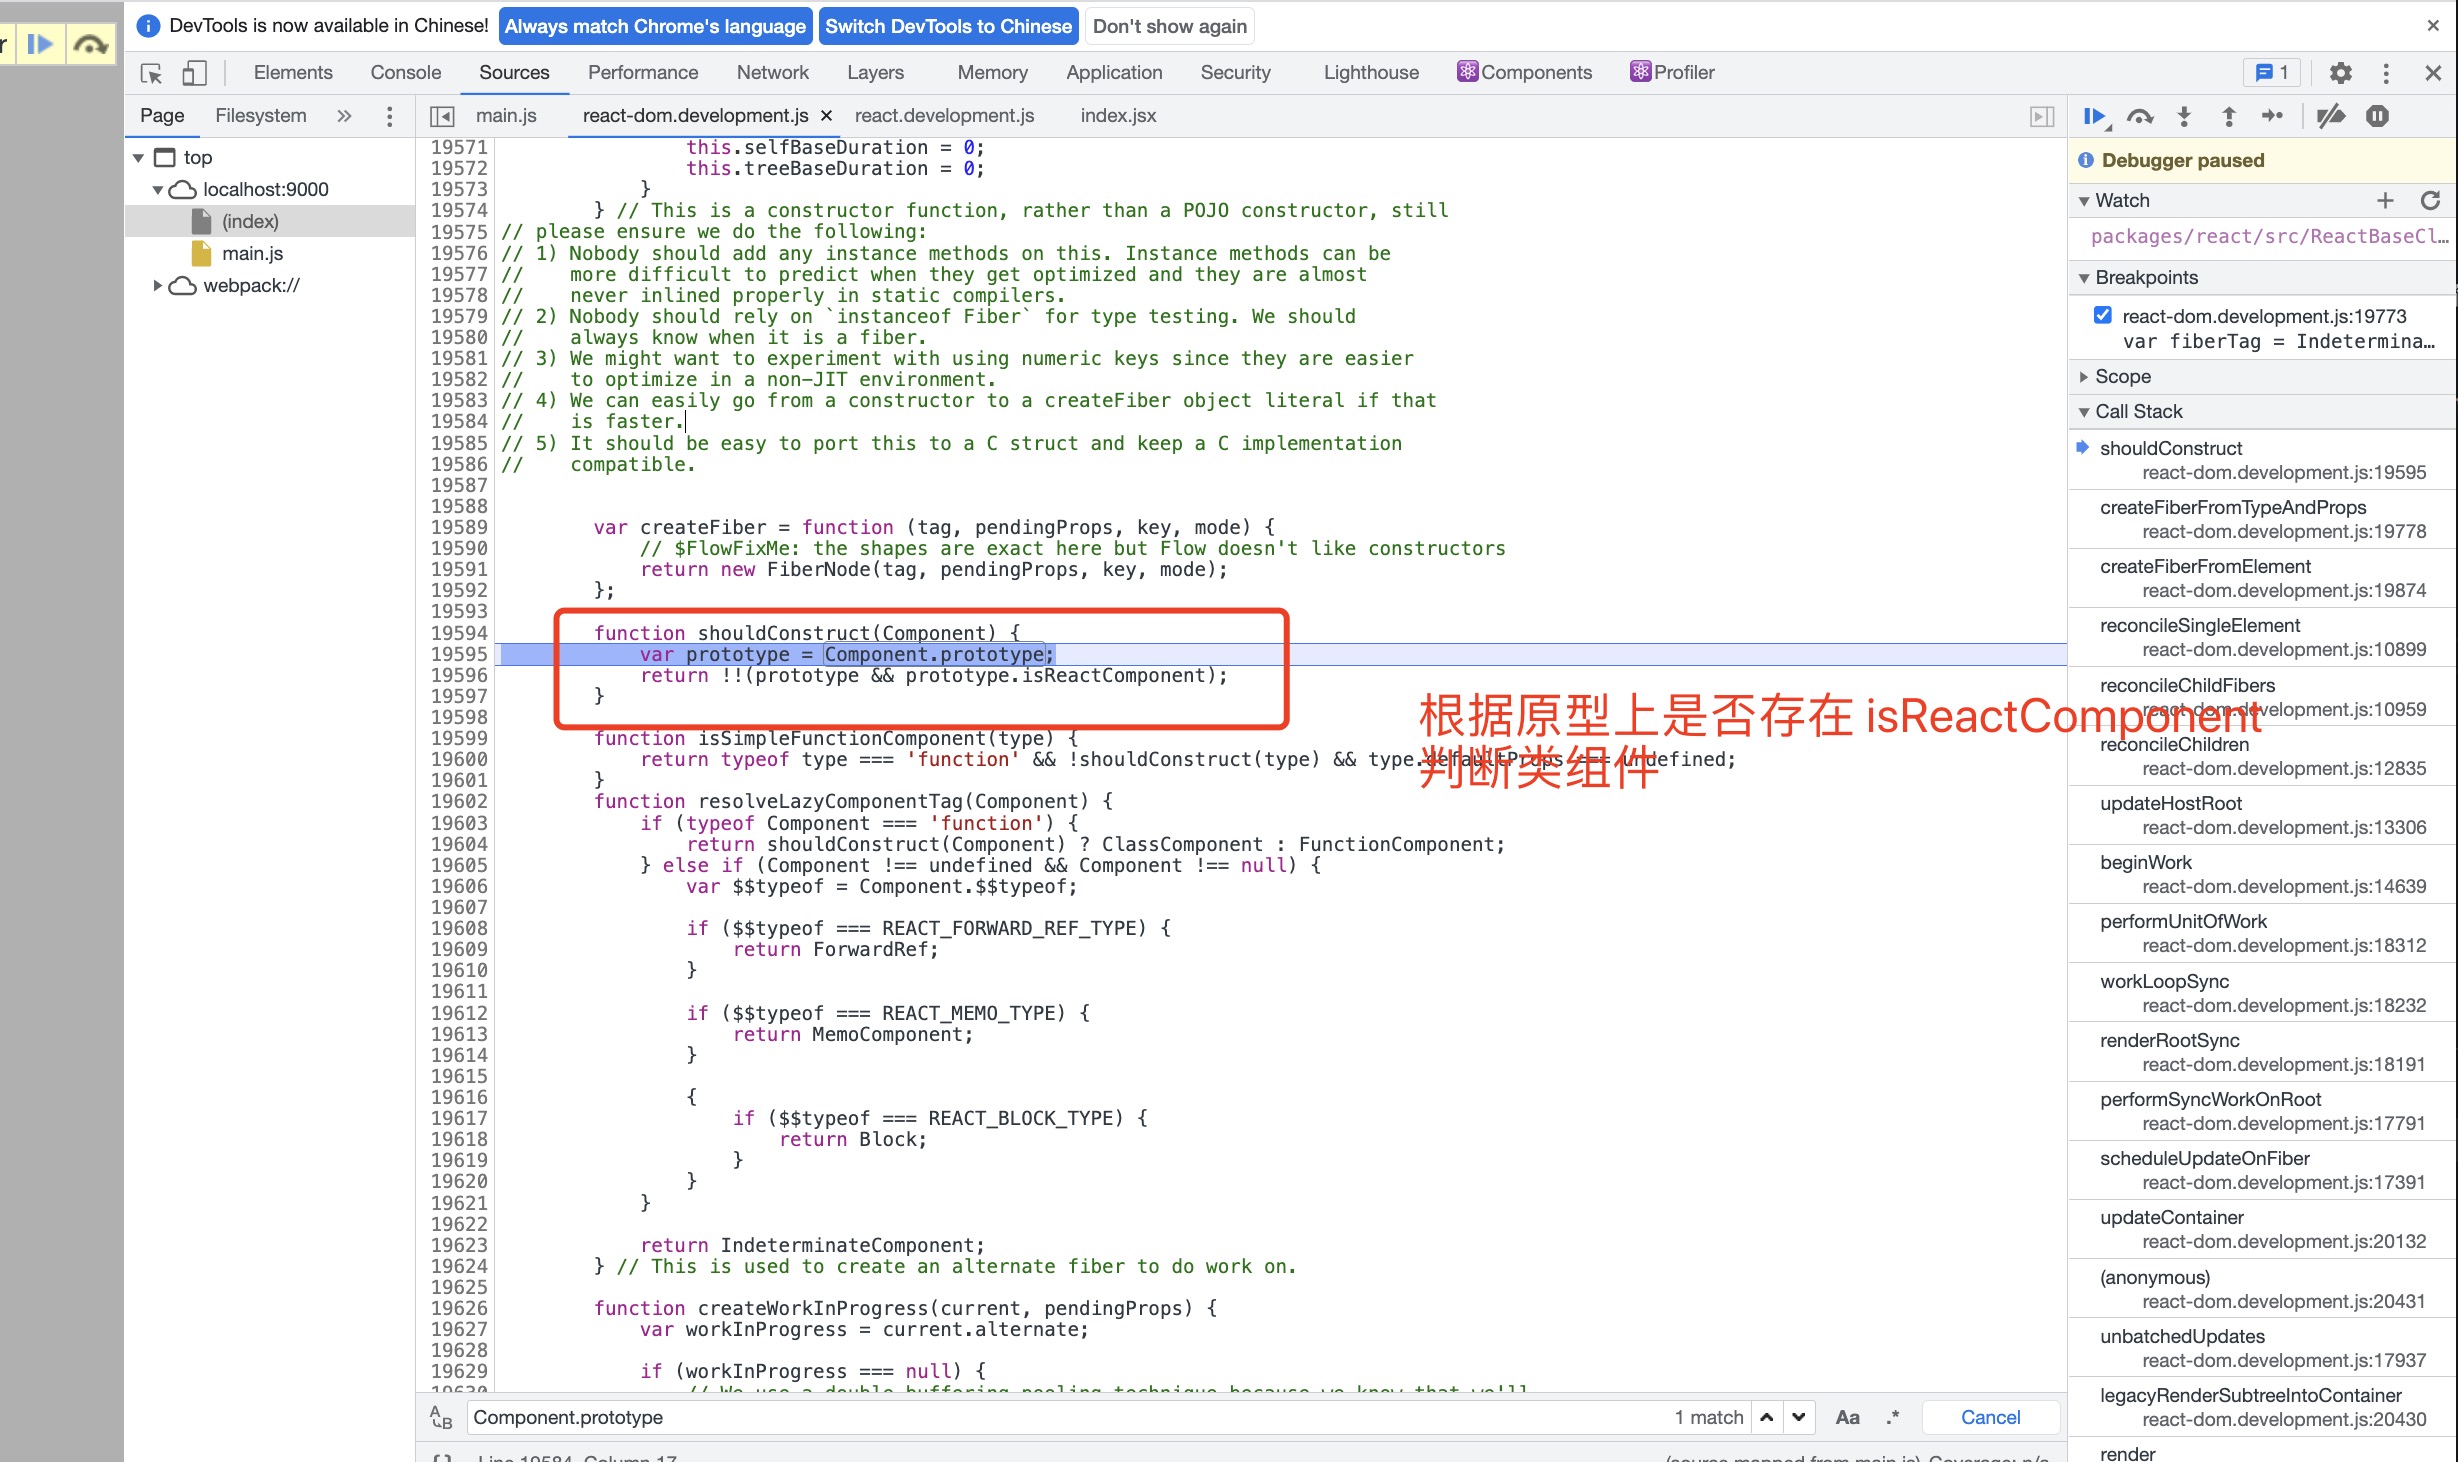 DevTools is now available in Chinese! Always match Chrome's language Switch DevTools to Chinese Don't show again ×
r
Elements Console Sources Performance Network Layers Memory Application Security Lighthouse Components Profiler 1
Page Filesystem »
main.js react-dom.development.js × react.development.js index.jsx
top
localhost:9000
(index)
main.js
webpack://
19571 this.selfBaseDuration = 0;
19572 this.treeBaseDuration = 0;
19573 }
19574 } // This is a constructor function, rather than a POJO constructor, still
19575 // please ensure we do the following:
19576 // 1) Nobody should add any instance methods on this. Instance methods can be
19577 // more difficult to predict when they get optimized and they are almost
19578 // never inlined properly in static compilers.
19579 // 2) Nobody should rely on `instanceof Fiber` for type testing. We should
19580 // always know when it is a fiber.
19581 // 3) We might want to experiment with using numeric keys since they are easier
19582 // to optimize in a non-JIT environment.
19583 // 4) We can easily go from a constructor to a createFiber object literal if that
19584 // is faster.
19585 // 5) It should be easy to port this to a C struct and keep a C implementation
19586 // compatible.
19587
19588
19589 var createFiber = function (tag, pendingProps, key, mode) {
19590 // $FlowFixMe: the shapes are exact here but Flow doesn't like constructors
19591 return new FiberNode(tag, pendingProps, key, mode);
19592 };
19593
19594 function shouldConstruct(Component) {
19595 var prototype = Component.prototype;
19596 return !!(prototype && prototype.isReactComponent);
19597 }
19598
19599 function isSimpleFunctionComponent(type) {
19600 return typeof type === 'function' && !shouldConstruct(type) && type.defaultProps === undefined;
19601 }
19602 function resolveLazyComponentTag(Component) {
19603 if (typeof Component === 'function') {
19604 return shouldConstruct(Component) ? ClassComponent : FunctionComponent;
19605 } else if (Component !== undefined && Component !== null) {
19606 var $$typeof = Component.$$typeof;
19607
19608 if ($$typeof === REACT_FORWARD_REF_TYPE) {
19609 return ForwardRef;
19610 }
19611
19612 if ($$typeof === REACT_MEMO_TYPE) {
19613 return MemoComponent;
19614 }
19615
19616 {
19617 if ($$typeof === REACT_BLOCK_TYPE) {
19618 return Block;
19619 }
19620 }
19621 }
19622
19623 return IndeterminateComponent;
19624 } // This is used to create an alternate fiber to do work on.
19625
19626 function createWorkInProgress(current, pendingProps) {
19627 var workInProgress = current.alternate;
19628
19629 if (workInProgress === null) {
19630 // We use a double buffering pooling technique because we know that we'll
根据原型上是否存在 isReactComponent
判断类组件
Component.prototype 1 match Aa .* Cancel
{} Line 19584, Column 17 (source mapped from main.js) Coverage: n/a
Debugger paused
Watch
packages/react/src/ReactBaseCl…
Breakpoints
react-dom.development.js:19773
var fiberTag = Indetermina…
Scope
Call Stack
shouldConstruct
react-dom.development.js:19595
createFiberFromTypeAndProps
react-dom.development.js:19778
createFiberFromElement
react-dom.development.js:19874
reconcileSingleElement
react-dom.development.js:10899
reconcileChildFibers
react-dom.development.js:10959
reconcileChildren
react-dom.development.js:12835
updateHostRoot
react-dom.development.js:13306
beginWork
react-dom.development.js:14639
performUnitOfWork
react-dom.development.js:18312
workLoopSync
react-dom.development.js:18232
renderRootSync
react-dom.development.js:18191
performSyncWorkOnRoot
react-dom.development.js:17791
scheduleUpdateOnFiber
react-dom.development.js:17391
updateContainer
react-dom.development.js:20132
(anonymous)
react-dom.development.js:20431
unbatchedUpdates
react-dom.development.js:17937
legacyRenderSubtreeIntoContainer
react-dom.development.js:20430
render